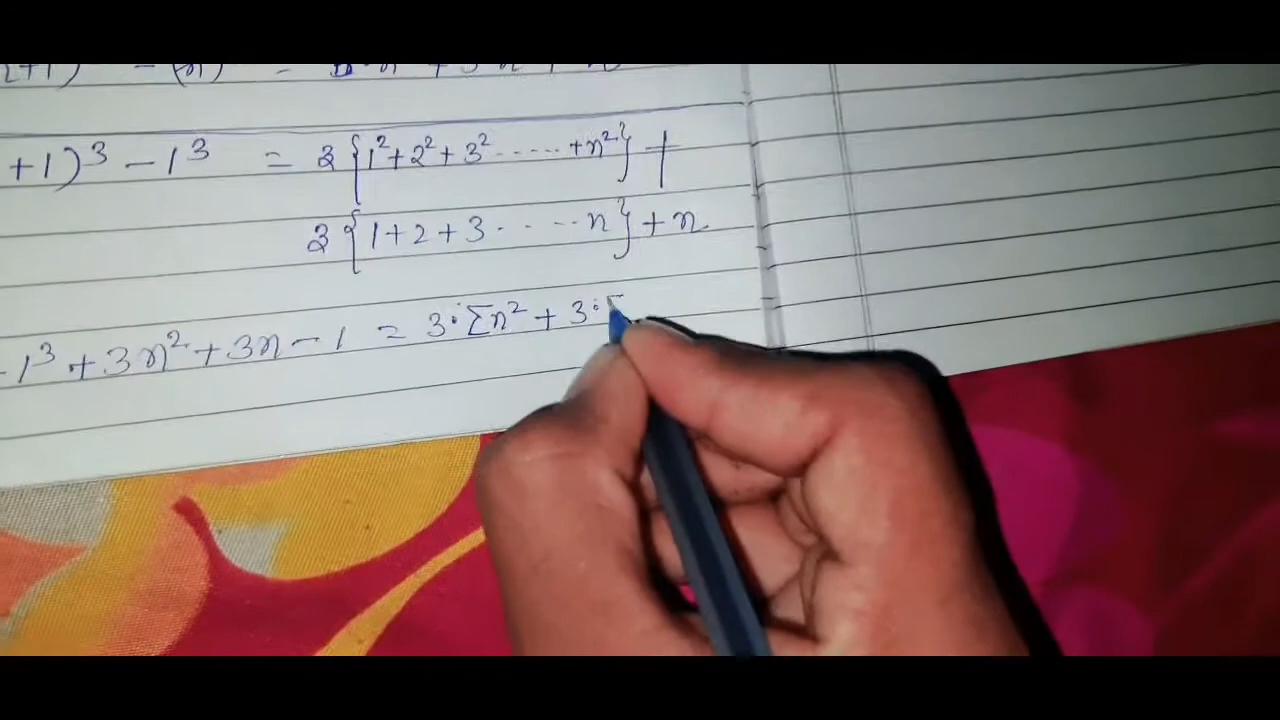 +1)³ - 1³ = 3 {1²+2²+3² ..... +n²} +
3 {1+2+3. . .. n} + n
1³ +3n²+3n-1 = 3·Σn² + 3·Σ